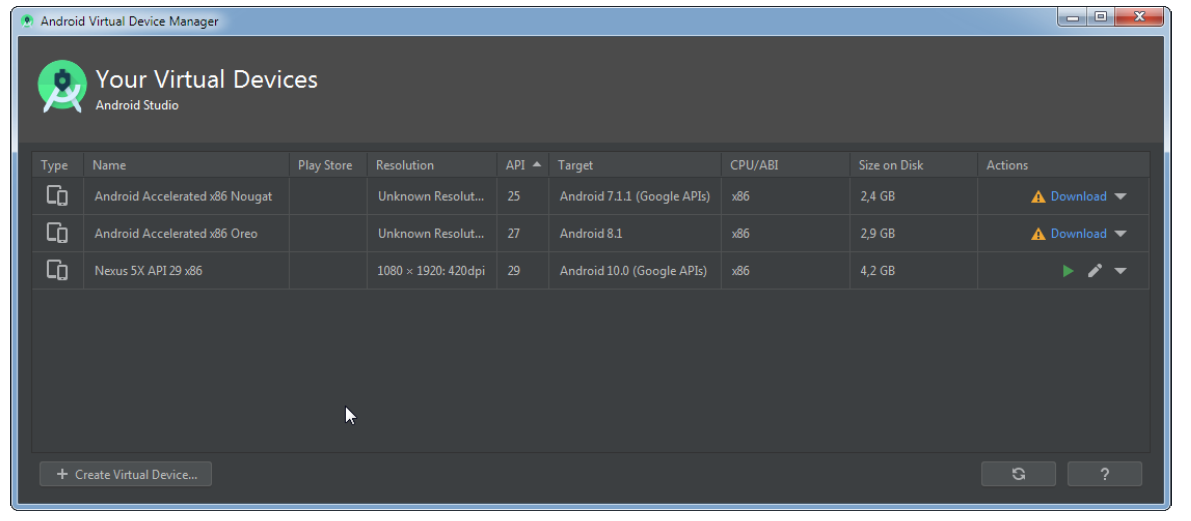 Android Virtual Device Manager
Your Virtual Devices
Android Studio
Type Name Play Store Resolution API Target CPU/ABI Size on Disk Actions
Android Accelerated x86 Nougat Unknown Resolut... 25 Android 7.1.1 (Google APIs) x86 2,4 GB Download
Android Accelerated x86 Oreo Unknown Resolut... 27 Android 8.1 x86 2,9 GB Download
Nexus 5X API 29 x86 1080 × 1920: 420dpi 29 Android 10.0 (Google APIs) x86 4,2 GB
+ Create Virtual Device... ?